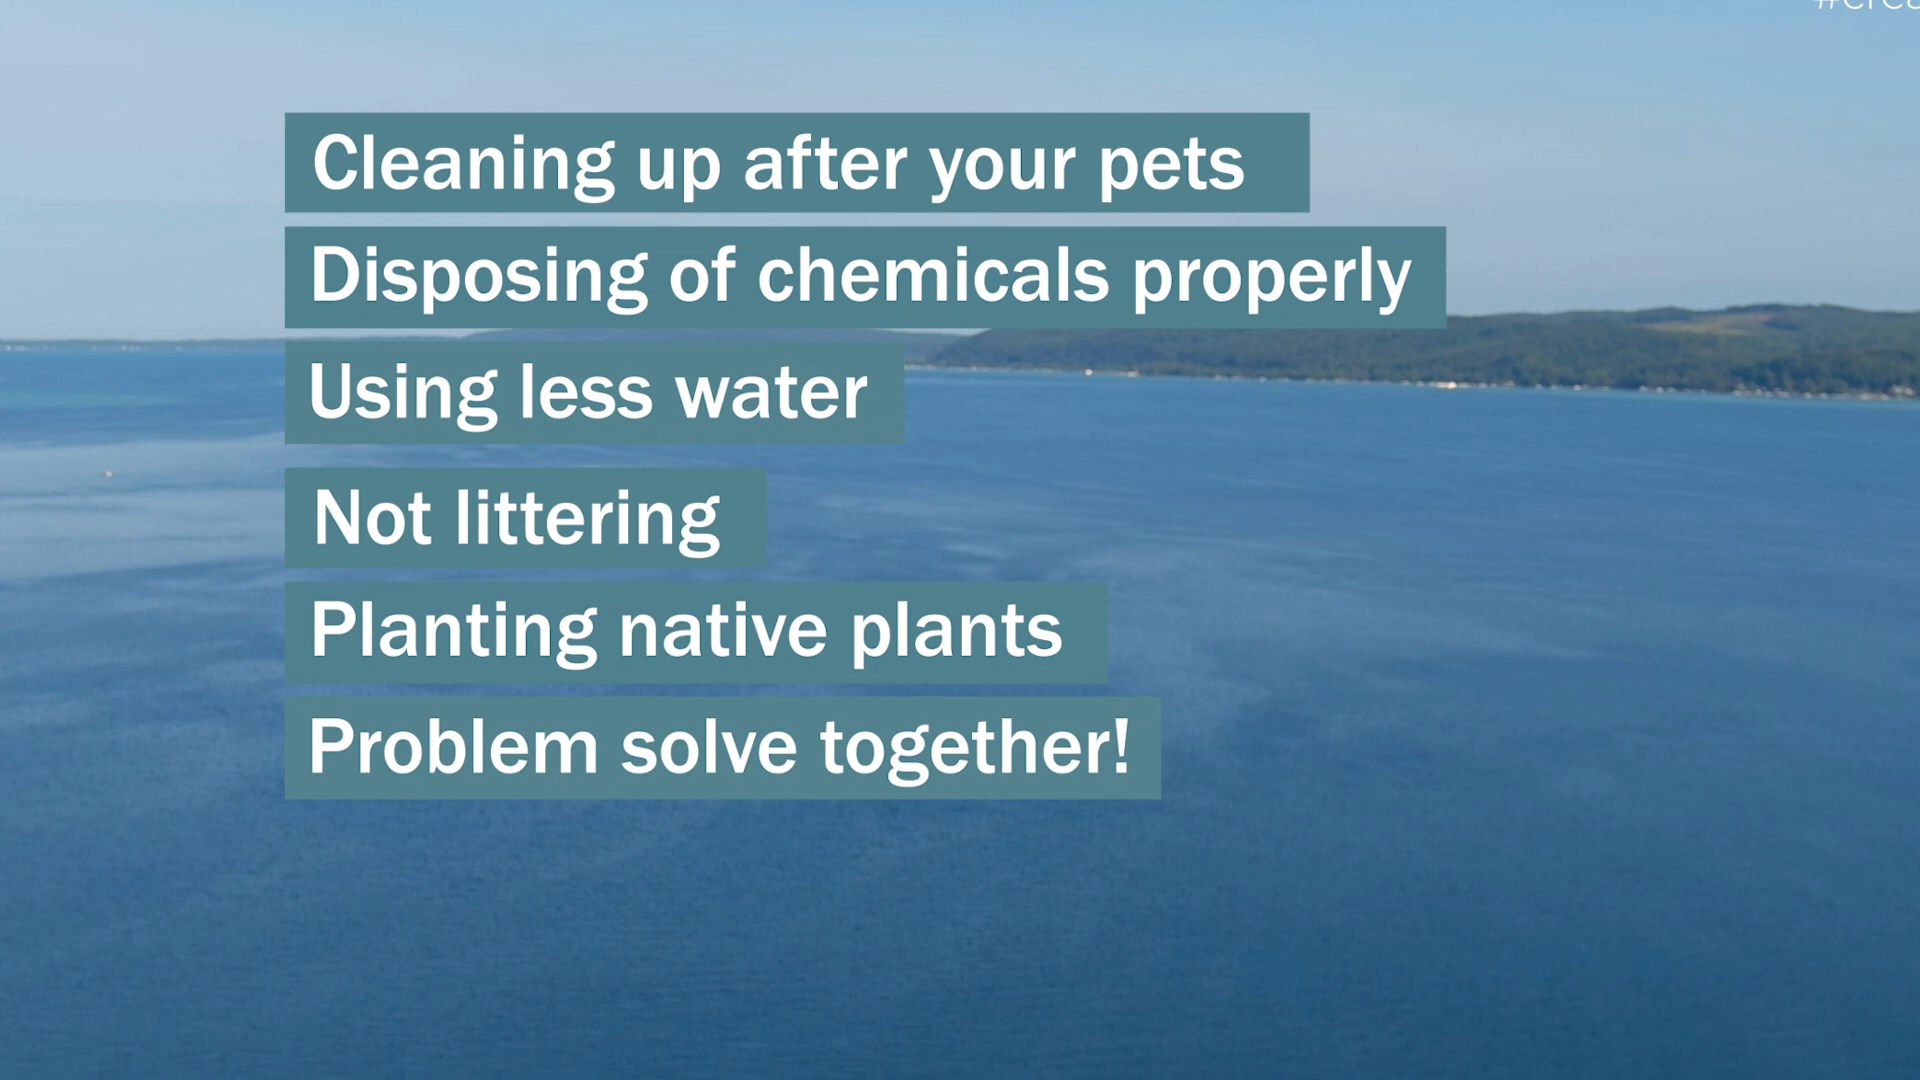 Cleaning up after your pets
Disposing of chemicals properly
Using less water
Not littering
Planting native plants
Problem solve together!